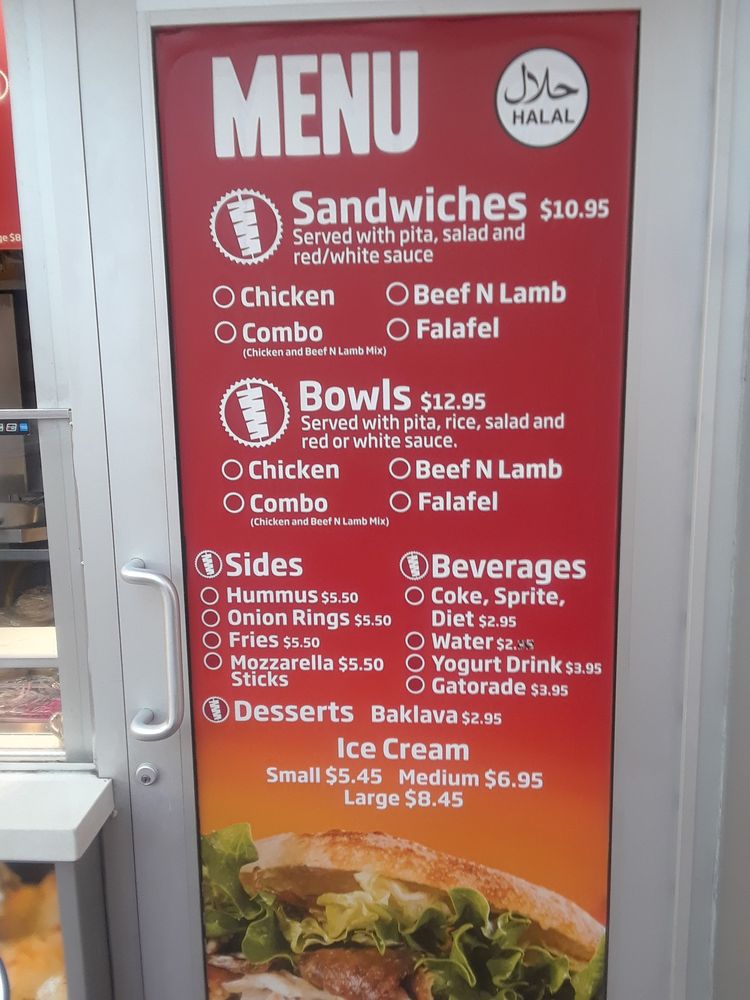 MENU
حلال
HALAL
Sandwiches $10.95
Served with pita, salad and
red/white sauce
Chicken
Beef N Lamb
Combo
Falafel
(Chicken and Beef N Lamb Mix)
Bowls $12.95
Served with pita, rice, salad and
red or white sauce.
Chicken
Beef N Lamb
Combo
Falafel
(Chicken and Beef N Lamb Mix)
Sides
Hummus $5.50
Onion Rings $5.50
Fries $5.50
Mozzarella $5.50
Sticks
Beverages
Coke, Sprite,
Diet $2.95
Water
Yogurt Drink $3.95
Gatorade $3.95
Desserts Baklava $2.95
Ice Cream
Small $5.45 Medium $6.95
Large $8.45